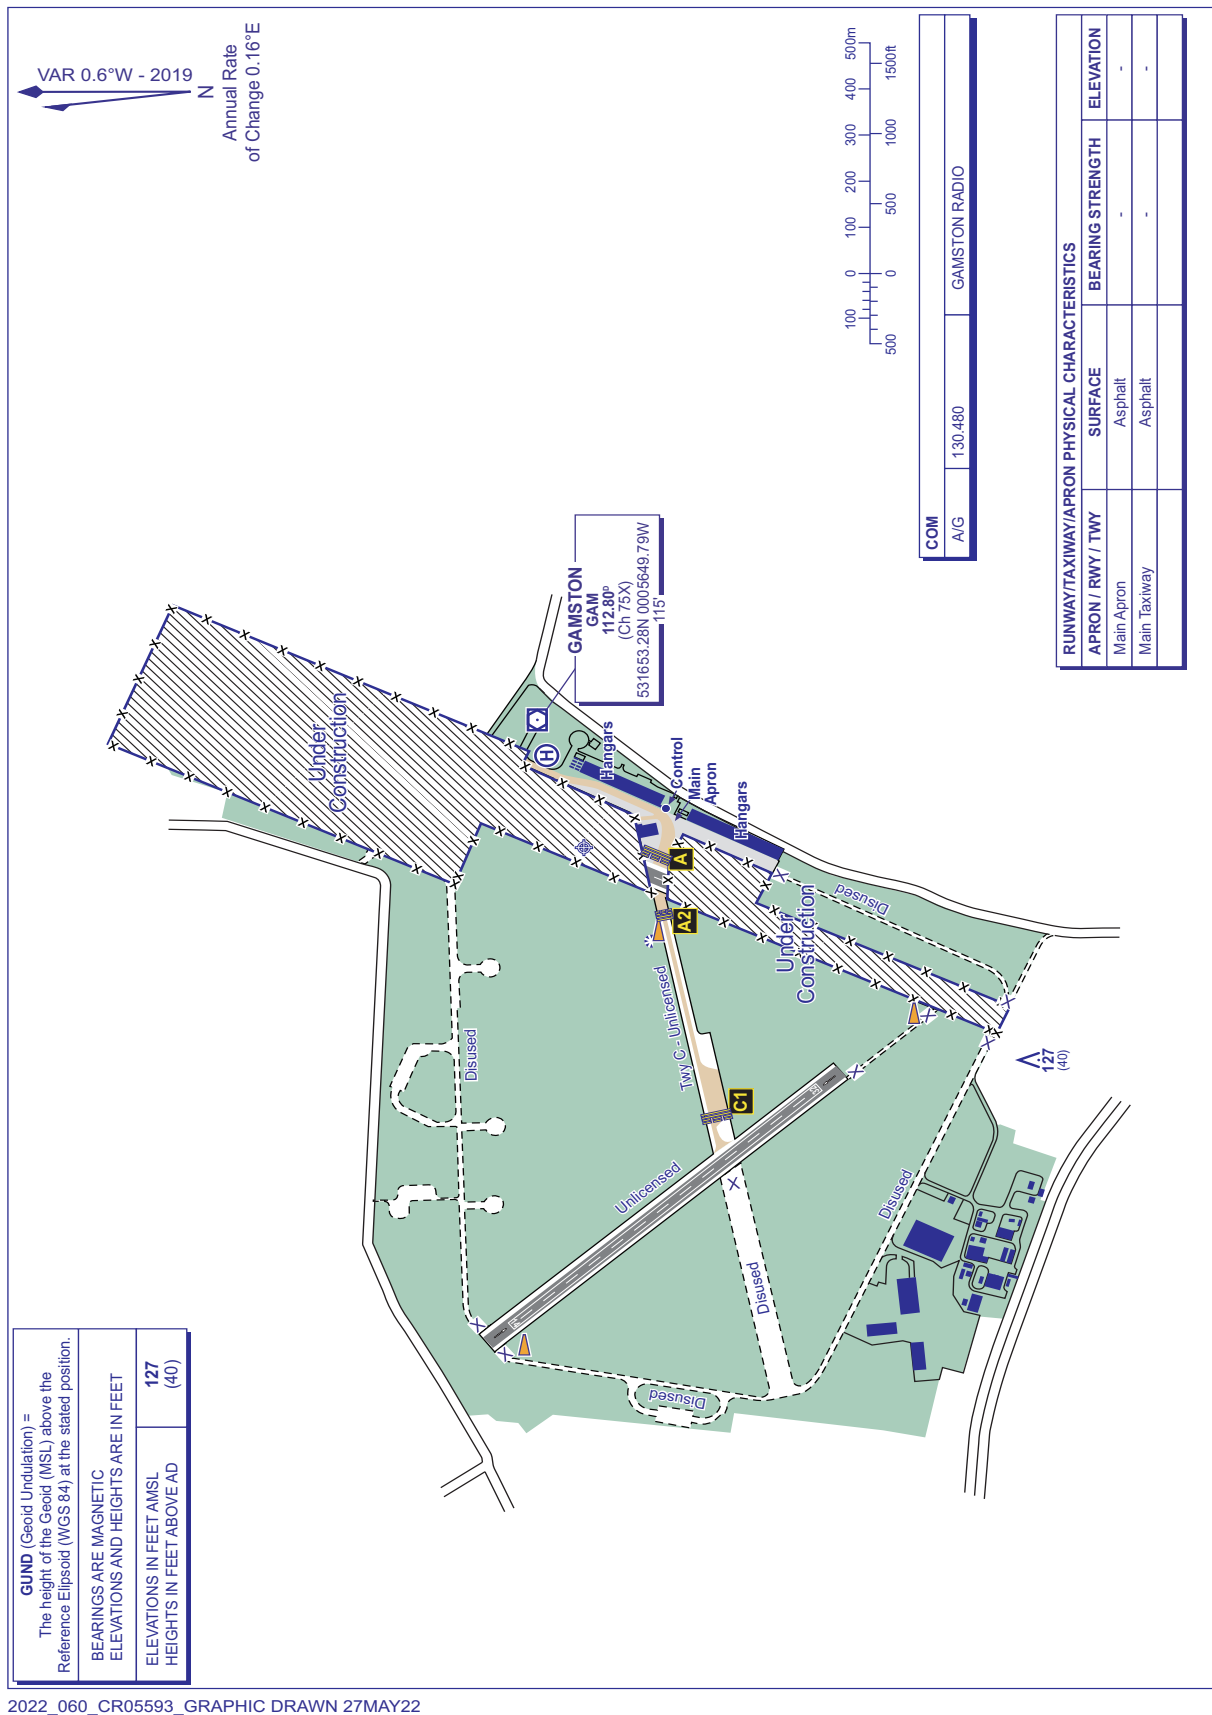 GUND (Geoid Undulation) =
The height of the Geoid (MSL) above the
Reference Elipsoid (WGS 84) at the stated position.
BEARINGS ARE MAGNETIC
ELEVATIONS AND HEIGHTS ARE IN FEET
ELEVATIONS IN FEET AMSL
HEIGHTS IN FEET ABOVE AD
127
(40)
VAR 0.6°W - 2019
N
Annual Rate
of Change 0.16°E
Under
Construction
GAMSTON
GAM
112.80ᴰ
(Ch 75X)
531653.28N 0005649.79W
115'
H
Hangars
Control
Main
Apron
Hangars
A
A2
Disused
Under
Construction
Twy C - Unlicensed
C1
Disused
Unlicensed
Disused
Disused
Disused
127
(40)
100 0 100 200 300 400 500m
500 0 500 1000 1500ft
COM
A/G 130.480 GAMSTON RADIO
RUNWAY/TAXIWAY/APRON PHYSICAL CHARACTERISTICS
APRON / RWY / TWY SURFACE BEARING STRENGTH ELEVATION
Main Apron Asphalt - -
Main Taxiway Asphalt - -
2022_060_CR05593_GRAPHIC DRAWN 27MAY22